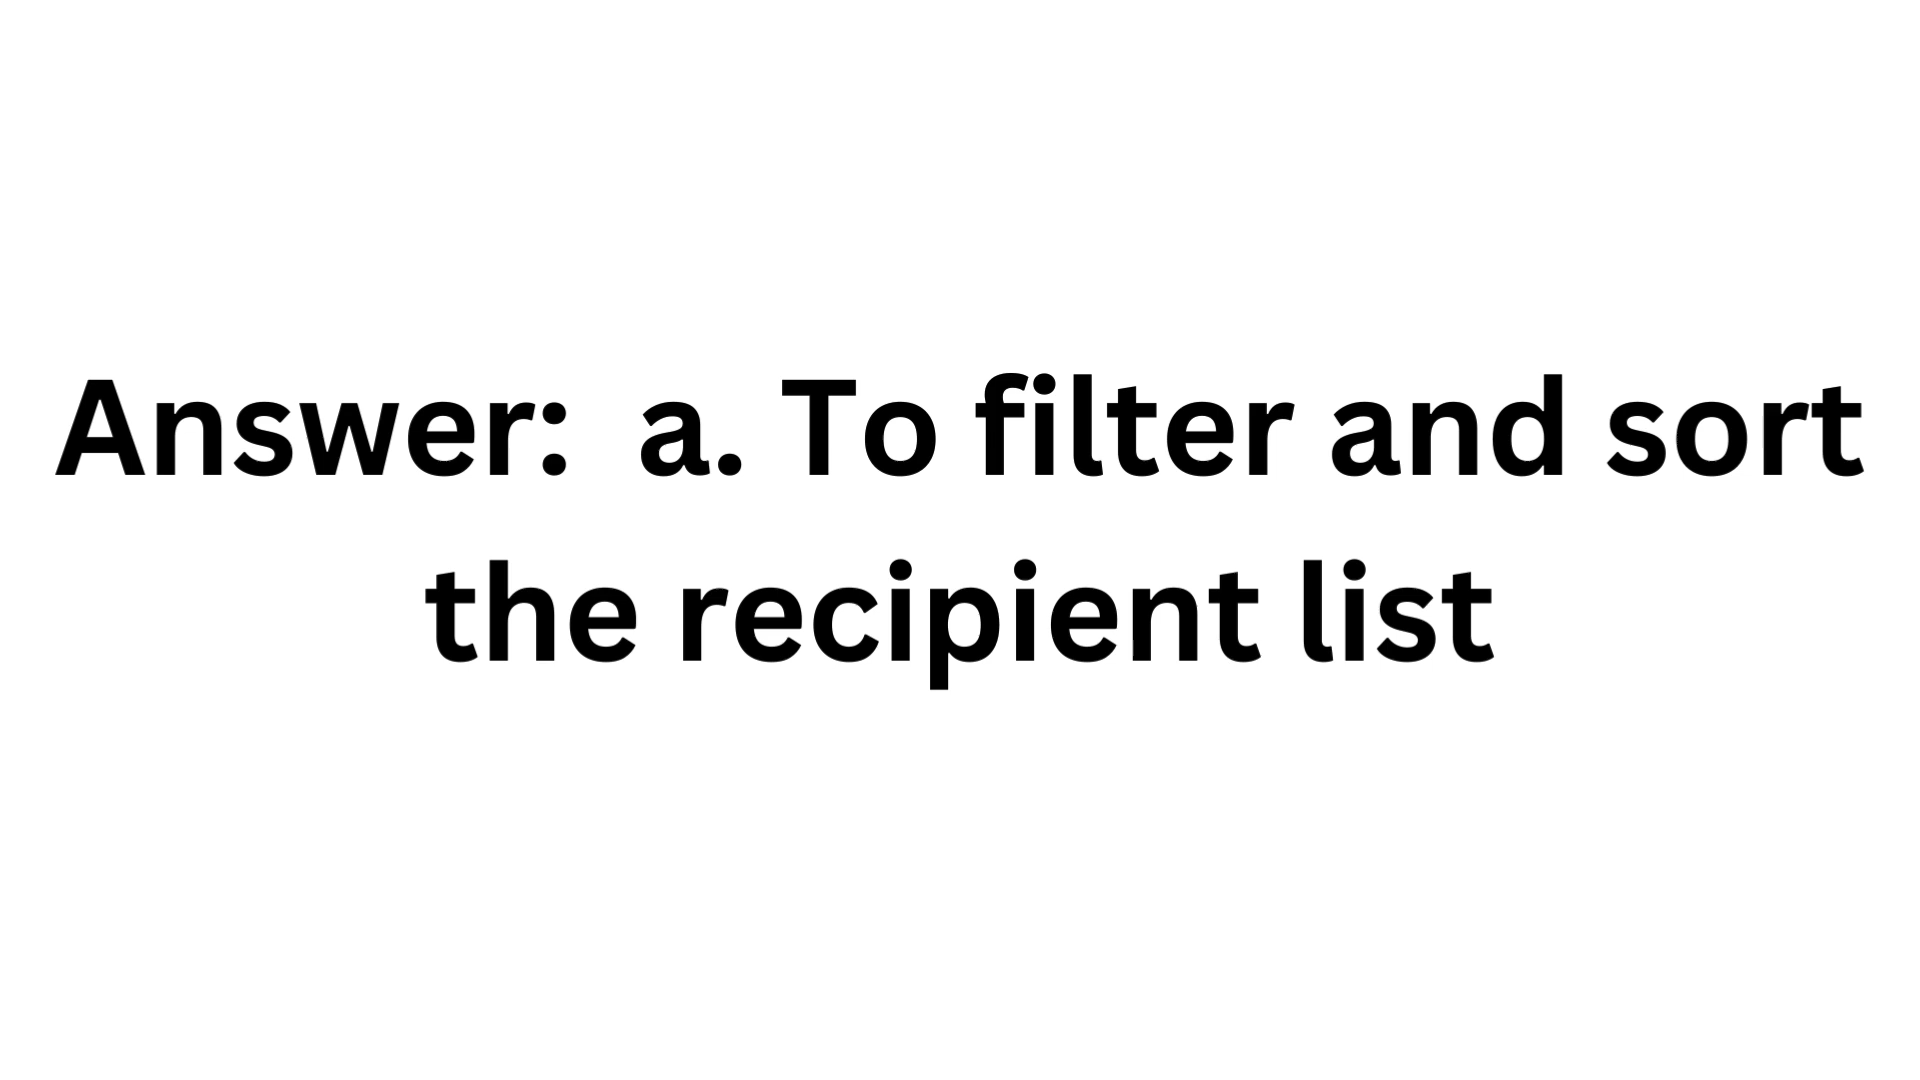 Answer:  a. To filter and sort
the recipient list